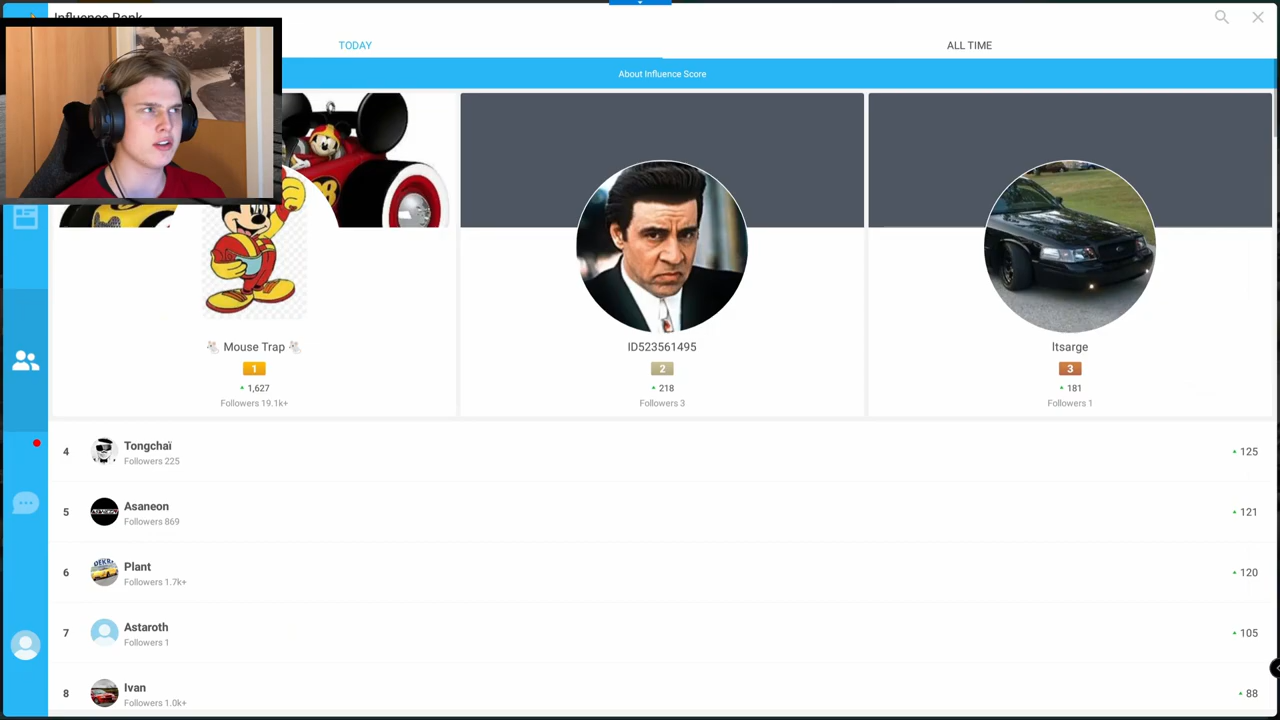 Influence Rank
TODAY
ALL TIME
About Influence Score
Mouse Trap
1
1,627
Followers 19.1k+
ID523561495
2
218
Followers 3
Itsarge
3
181
Followers 1
4
Tongchaï
Followers 225
125
5
Asaneon
Followers 869
121
6
Plant
Followers 1.7k+
120
7
Astaroth
Followers 1
105
8
Ivan
Followers 1.0k+
88